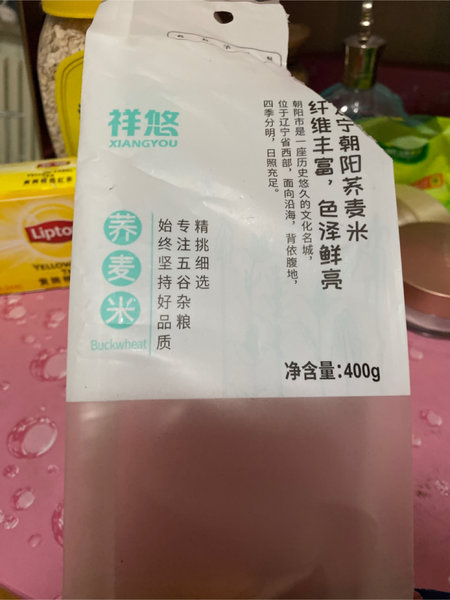 祥悠
XIANGYOU
宁朝阳荞麦米
纤维丰富，色泽鲜亮
朝阳市是一座历史悠久的文化名城，
位于辽宁省西部，面向沿海，背依腹地，
四季分明，日照充足。
精挑细选
专注五谷杂粮
始终坚持好品质
荞麦米
Buckwheat
净含量：400g
Lipto
YELLOW